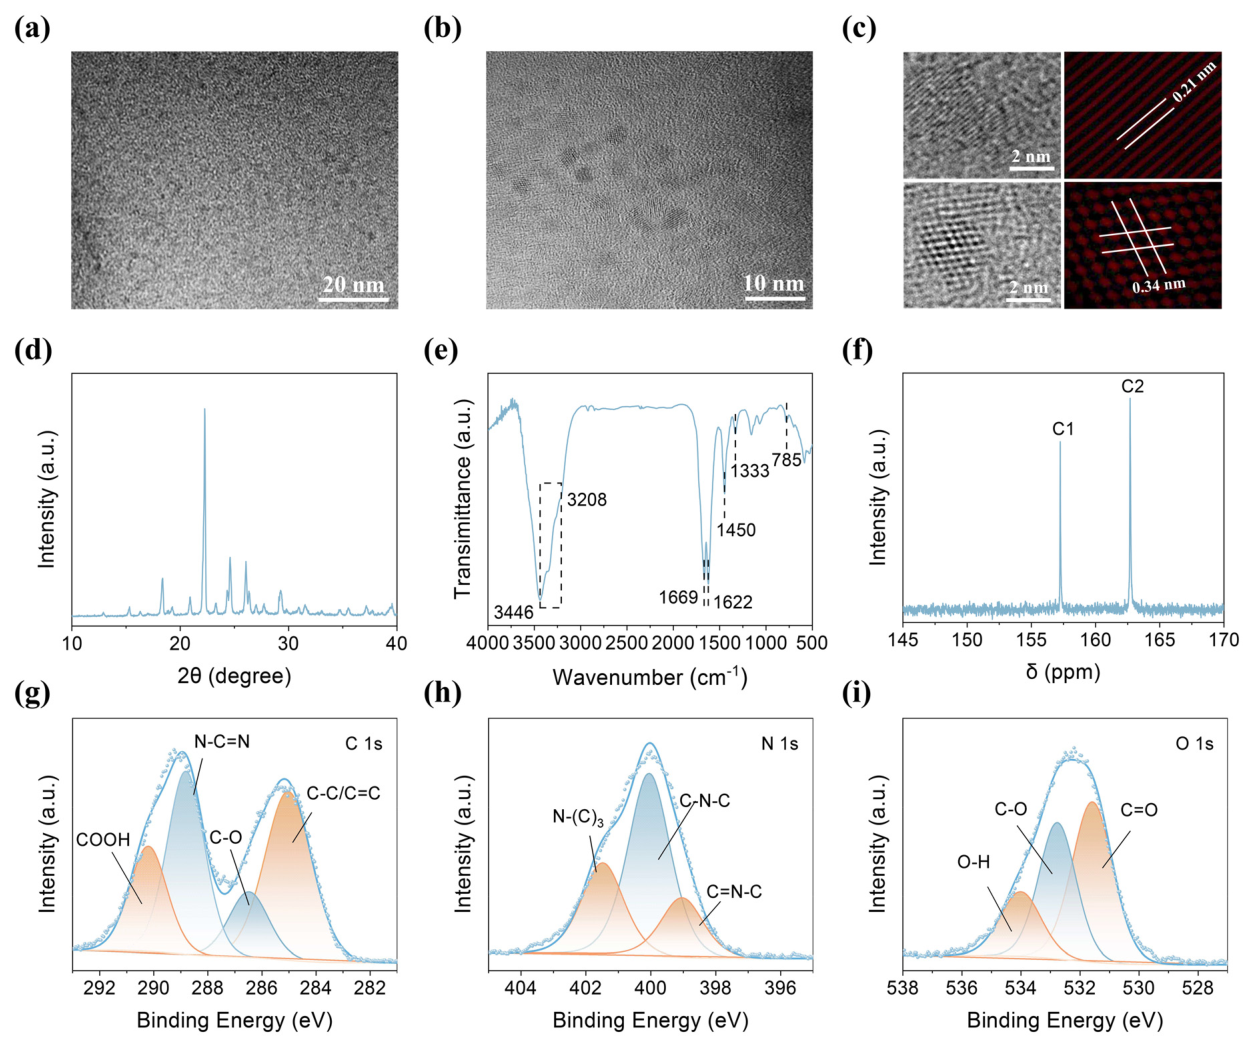 (a)
(b)
(c)
20 nm
10 nm
2 nm
0.21 nm
2 nm
0.34 nm
(d)
(e)
(f)
Intensity (a.u.)
10 20 30 40
2θ (degree)
Transimittance (a.u.)
3446
3208
1669
1622
1450
1333
785
4000 3500 3000 2500 2000 1500 1000 500
Wavenumber (cm⁻¹)
Intensity (a.u.)
C1
C2
145 150 155 160 165 170
δ (ppm)
(g)
(h)
(i)
Intensity (a.u.)
C 1s
COOH
N-C=N
C-O
C-C/C=C
292 290 288 286 284 282
Binding Energy (eV)
Intensity (a.u.)
N 1s
N-(C)₃
C-N-C
C=N-C
404 402 400 398 396
Binding Energy (eV)
Intensity (a.u.)
O 1s
O-H
C-O
C=O
538 536 534 532 530 528
Binding Energy (eV)